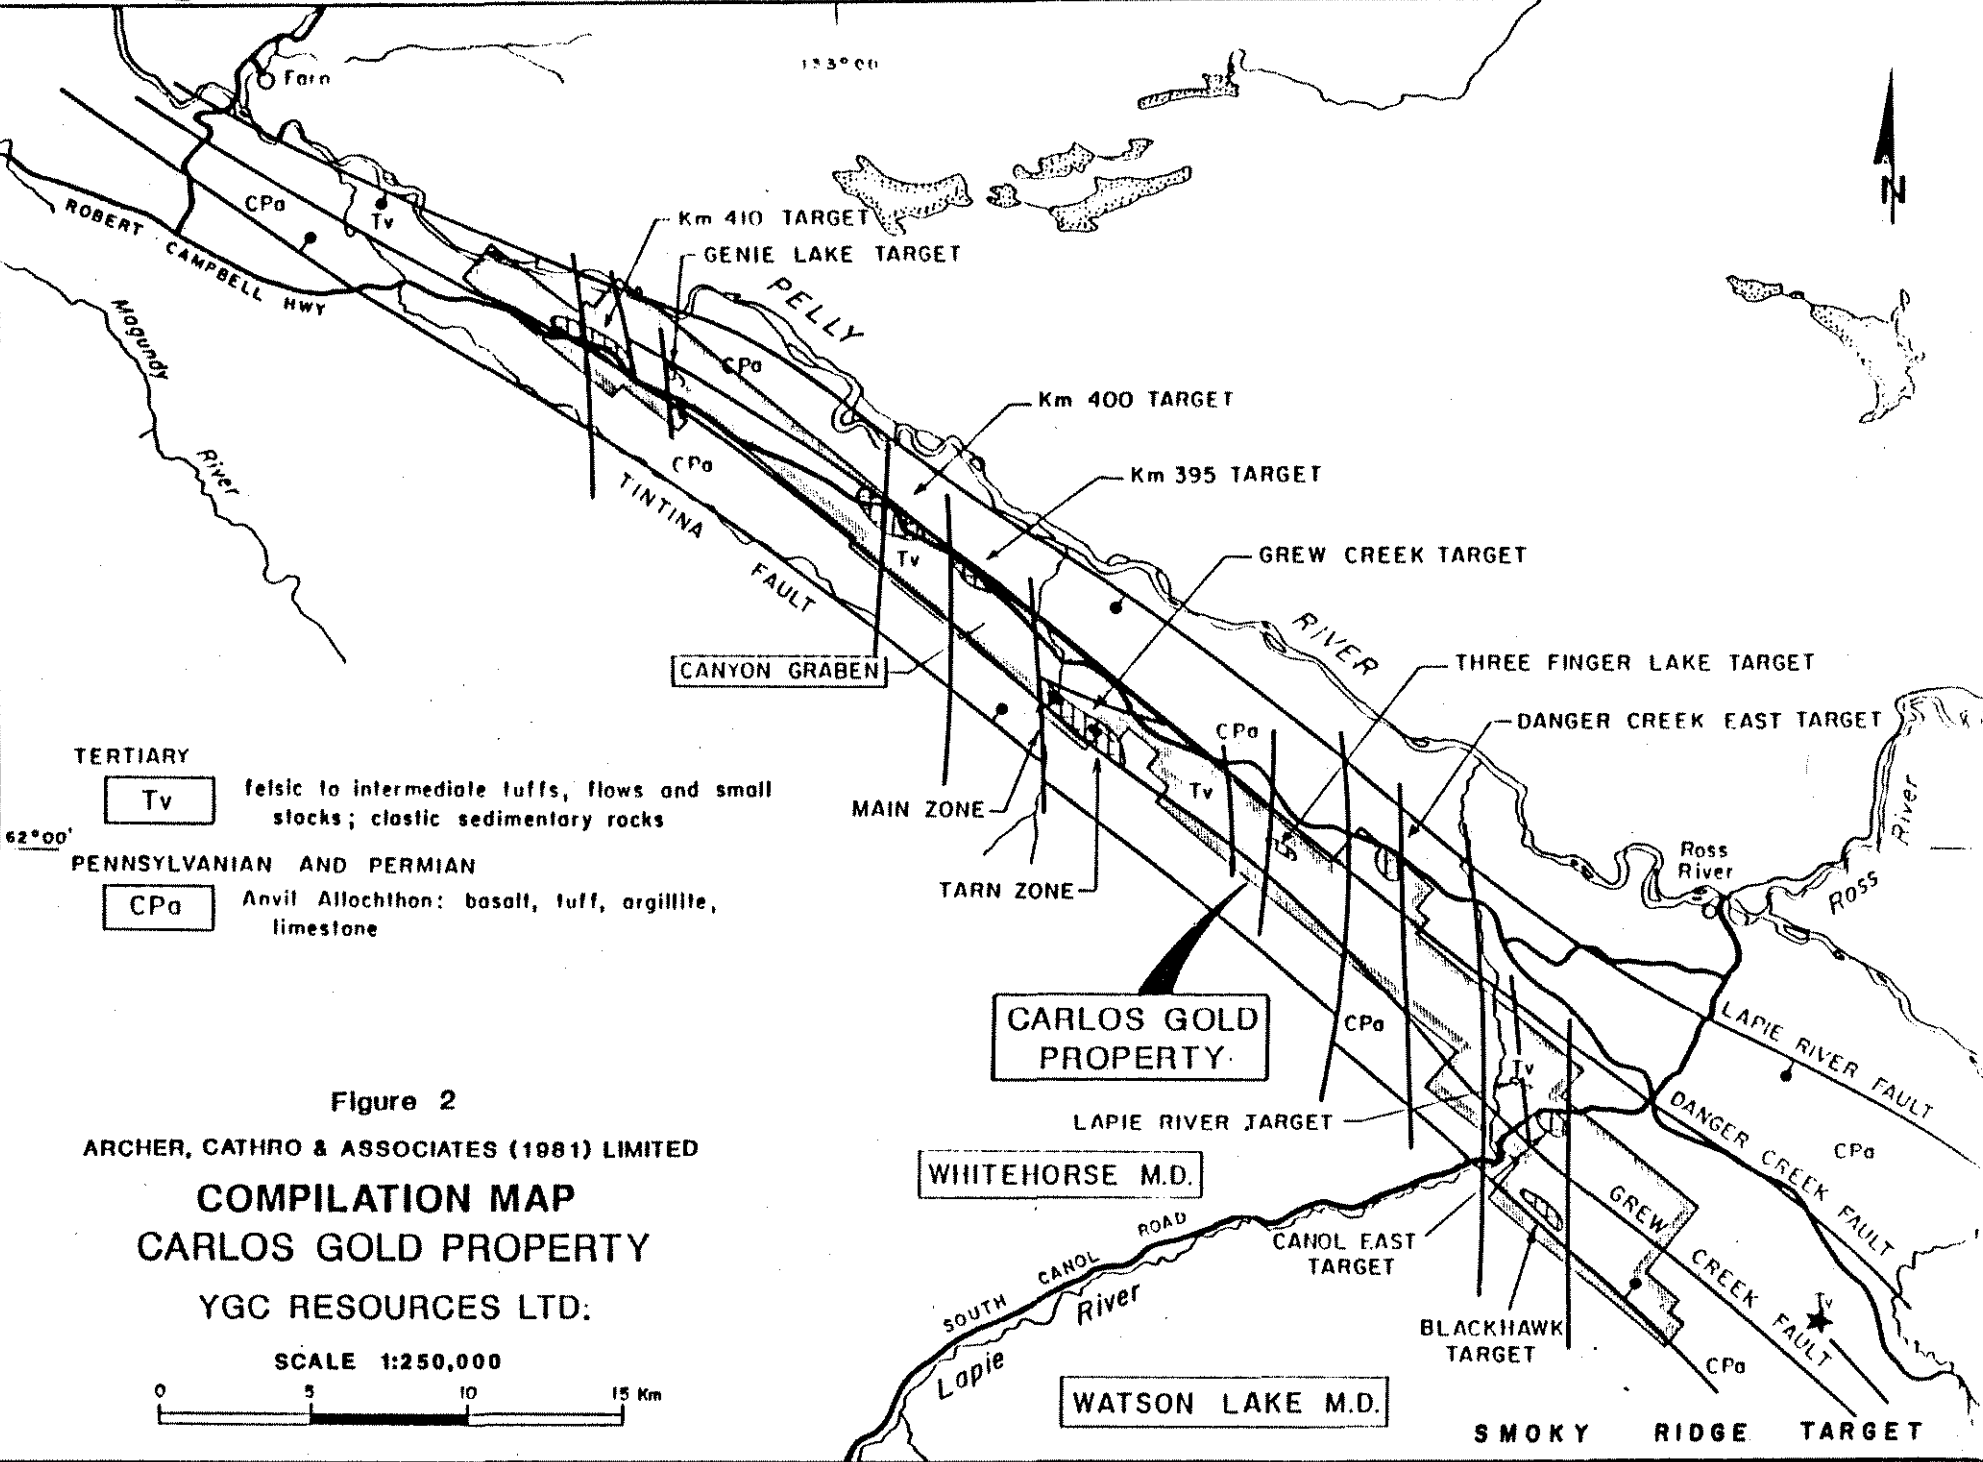 133°00
Faro
N
CPa
Tv
Km 410 TARGET
GENIE LAKE TARGET
ROBERT CAMPBELL HWY
PELLY
Magundy
River
CPa
Km 400 TARGET
CPa
Km 395 TARGET
TINTINA
FAULT
Tv
GREW CREEK TARGET
RIVER
CANYON GRABEN
THREE FINGER LAKE TARGET
DANGER CREEK EAST TARGET
CPa
TERTIARY
Tv
felsic to intermediate tuffs, flows and small
stocks; clastic sedimentary rocks
MAIN ZONE
Tv
62°00'
PENNSYLVANIAN AND PERMIAN
CPa
Anvil Allochthon: basalt, tuff, argillite,
limestone
TARN ZONE
Ross
River
Ross
River
CARLOS GOLD
PROPERTY
CPa
LAPIE RIVER FAULT
Tv
DANGER CREEK FAULT
CPa
Figure 2
ARCHER, CATHRO & ASSOCIATES (1981) LIMITED
COMPILATION MAP
CARLOS GOLD PROPERTY
YGC RESOURCES LTD.
SCALE 1:250,000
0 5 10 15 Km
LAPIE RIVER TARGET
WHITEHORSE M.D.
SOUTH CANOL ROAD
Lapie River
CANOL EAST
TARGET
GREW CREEK FAULT
BLACKHAWK
TARGET
Tv
CPa
WATSON LAKE M.D.
SMOKY RIDGE TARGET